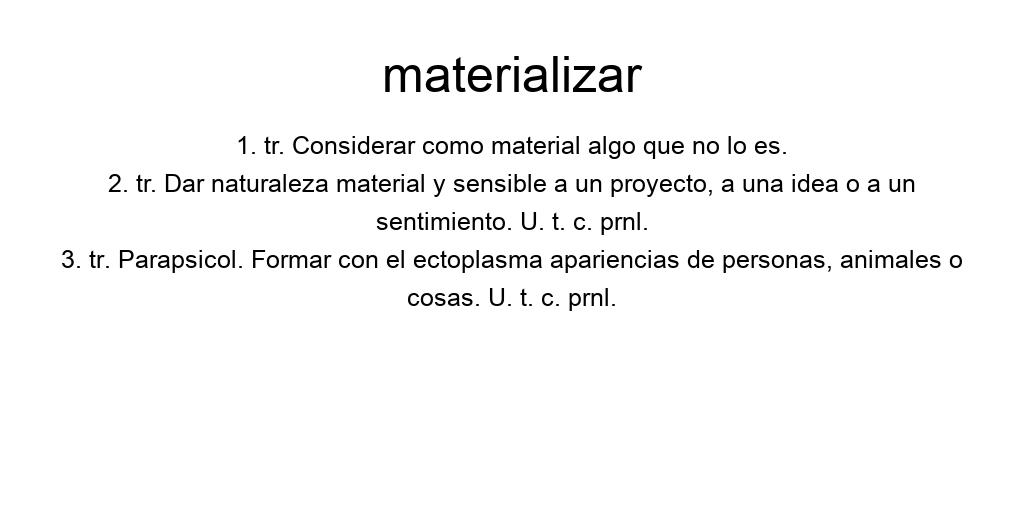 materializar
1. tr. Considerar como material algo que no lo es.
2. tr. Dar naturaleza material y sensible a un proyecto, a una idea o a un
sentimiento. U. t. c. prnl.
3. tr. Parapsicol. Formar con el ectoplasma apariencias de personas, animales o
cosas. U. t. c. prnl.